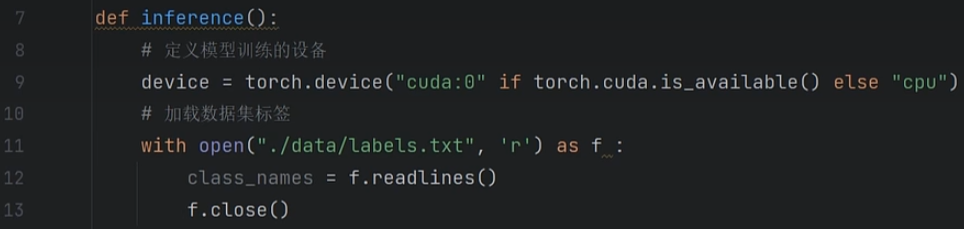 7 def inference():
8 # 定义模型训练的设备
9 device = torch.device("cuda:0" if torch.cuda.is_available() else "cpu")
10 # 加载数据集标签
11 with open("./data/labels.txt", 'r') as f :
12 class_names = f.readlines()
13 f.close()